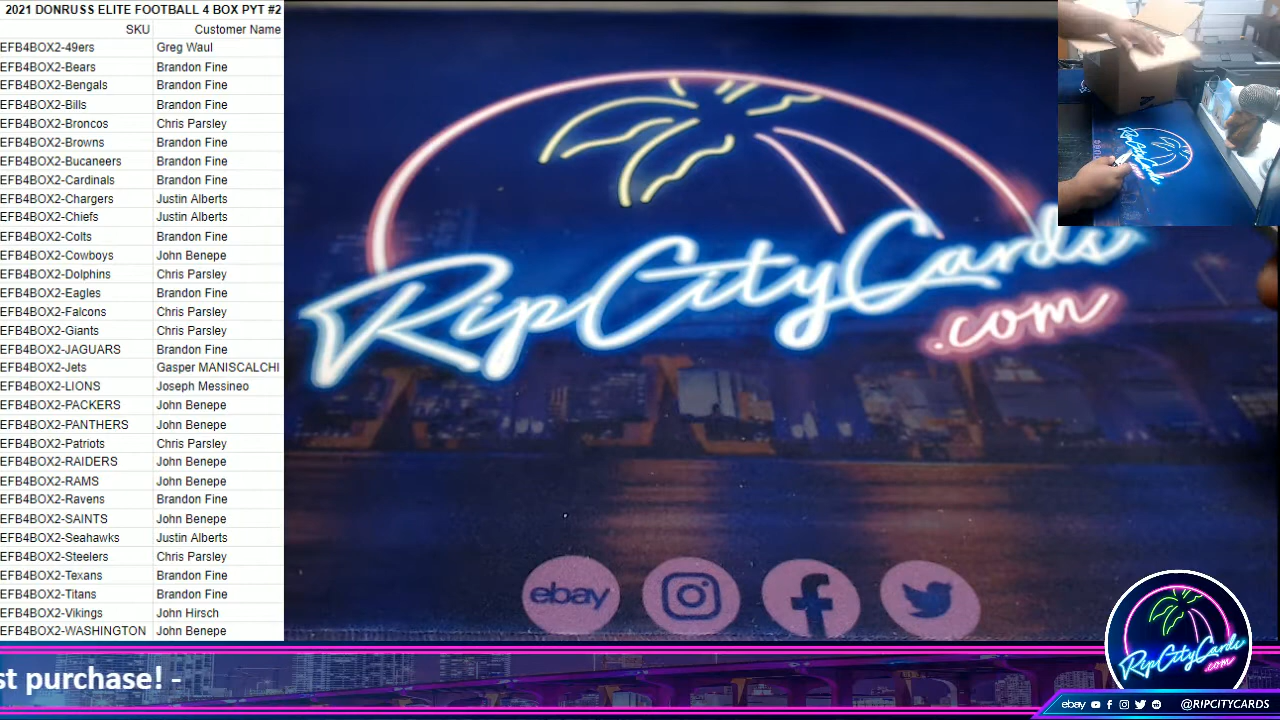 2021 DONRUSS ELITE FOOTBALL 4 BOX PYT #2
SKU Customer Name
EFB4BOX2-49ers Greg Waul
EFB4BOX2-Bears Brandon Fine
EFB4BOX2-Bengals Brandon Fine
EFB4BOX2-Bills Brandon Fine
EFB4BOX2-Broncos Chris Parsley
EFB4BOX2-Browns Brandon Fine
EFB4BOX2-Bucaneers Brandon Fine
EFB4BOX2-Cardinals Brandon Fine
EFB4BOX2-Chargers Justin Alberts
EFB4BOX2-Chiefs Justin Alberts
EFB4BOX2-Colts Brandon Fine
EFB4BOX2-Cowboys John Benepe
EFB4BOX2-Dolphins Chris Parsley
EFB4BOX2-Eagles Brandon Fine
EFB4BOX2-Falcons Chris Parsley
EFB4BOX2-Giants Chris Parsley
EFB4BOX2-JAGUARS Brandon Fine
EFB4BOX2-Jets Gasper MANISCALCHI
EFB4BOX2-LIONS Joseph Messineo
EFB4BOX2-PACKERS John Benepe
EFB4BOX2-PANTHERS John Benepe
EFB4BOX2-Patriots Chris Parsley
EFB4BOX2-RAIDERS John Benepe
EFB4BOX2-RAMS John Benepe
EFB4BOX2-Ravens Brandon Fine
EFB4BOX2-SAINTS John Benepe
EFB4BOX2-Seahawks Justin Alberts
EFB4BOX2-Steelers Chris Parsley
EFB4BOX2-Texans Brandon Fine
EFB4BOX2-Titans Brandon Fine
EFB4BOX2-Vikings John Hirsch
EFB4BOX2-WASHINGTON John Benepe
RipCityCards
.com
ebay
st purchase! -
RipCityCards
.com
ebay @RIPCITYCARDS